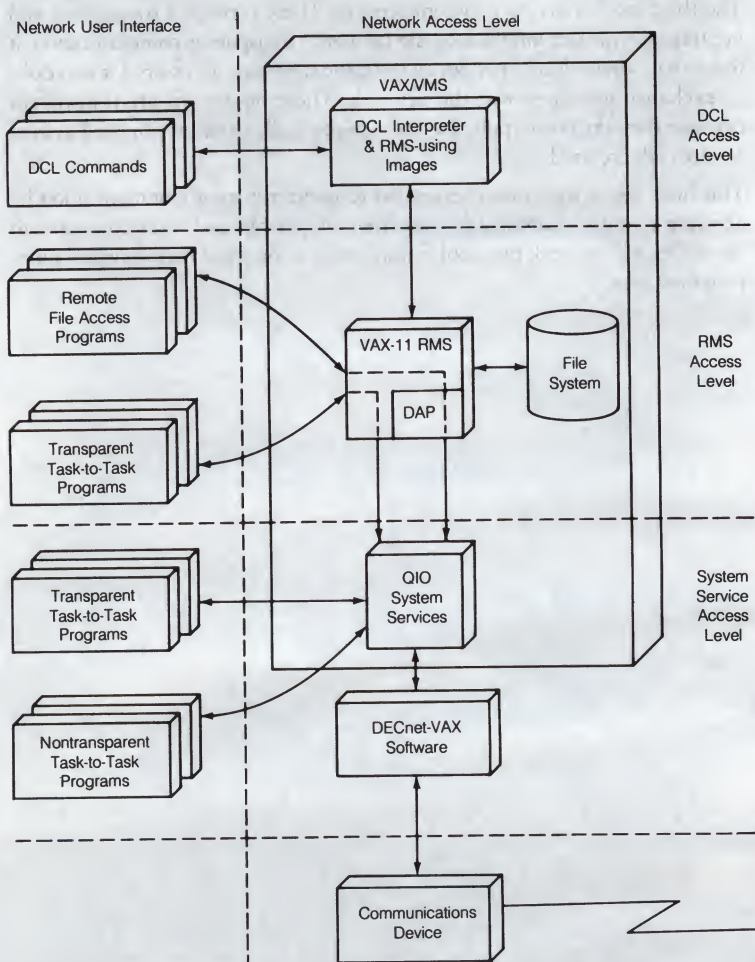 Network User Interface
Network Access Level
VAX/VMS
DCL Commands
DCL Interpreter
& RMS-using
Images
DCL
Access
Level
Remote
File Access
Programs
VAX-11 RMS
DAP
File
System
RMS
Access
Level
Transparent
Task-to-Task
Programs
Transparent
Task-to-Task
Programs
QIO
System
Services
System
Service
Access
Level
Nontransparent
Task-to-Task
Programs
DECnet-VAX
Software
Communications
Device